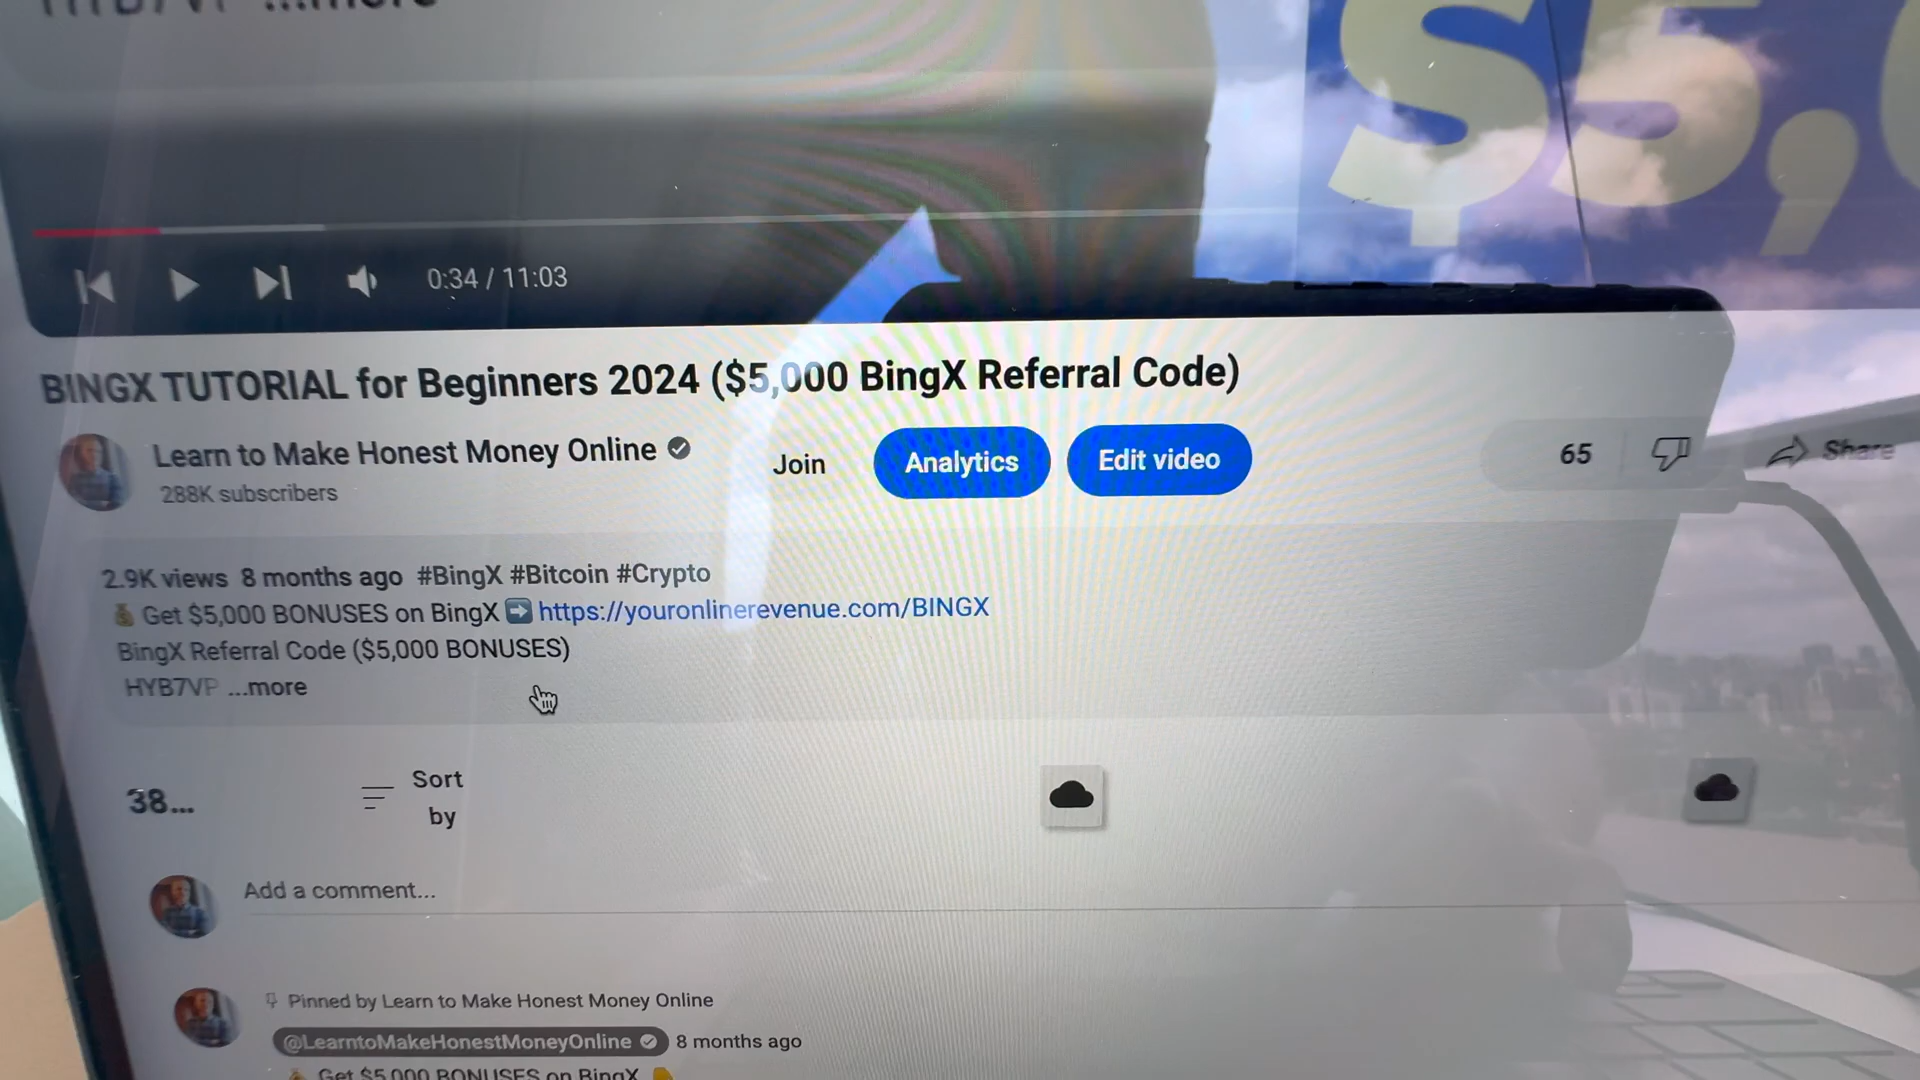 ...more
$5,0
0:34 / 11:03
BINGX TUTORIAL for Beginners 2024 ($5,000 BingX Referral Code)
Learn to Make Honest Money Online
288K subscribers
Join
Analytics
Edit video
65
Share
2.9K views 8 months ago #BingX #Bitcoin #Crypto
Get $5,000 BONUSES on BingX https://youronlinerevenue.com/BINGX
BingX Referral Code ($5,000 BONUSES)
HYB7VP ...more
38...
Sort
by
Add a comment...
Pinned by Learn to Make Honest Money Online
@LearntoMakeHonestMoneyOnline 8 months ago
Get $5,000 BONUSES on BingX